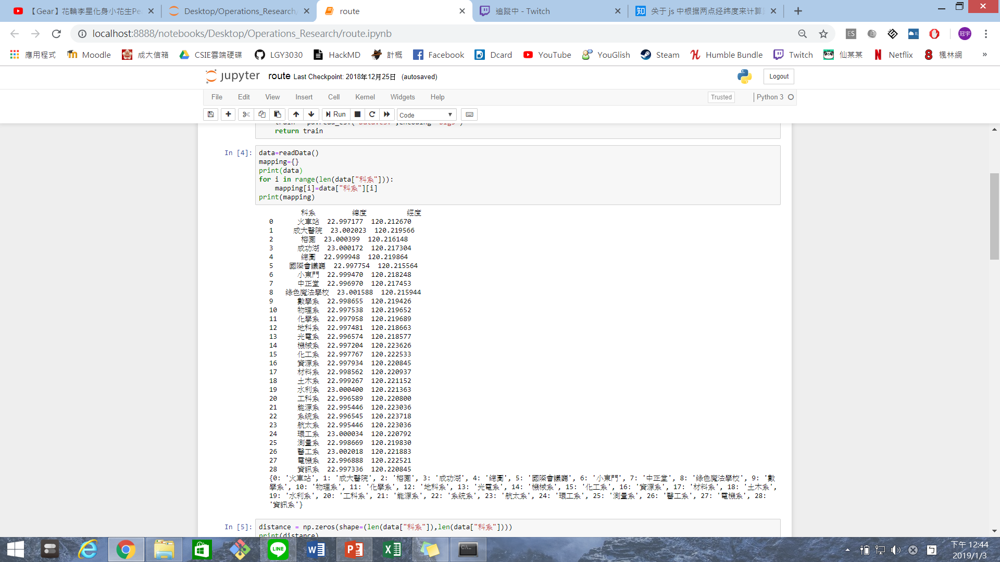 【Gear】花輪李星化身小花生Pe
Desktop/Operations_Research/
route
追蹤中 - Twitch
关于 js 中根据两点经纬度来计算
localhost:8888/notebooks/Desktop/Operations_Research/route.ipynb
ES
IL
冠宇
應用程式
Moodle
成大信箱
CSIE雲端硬碟
LGY3030
HackMD
計概
Facebook
Dcard
YouTube
YouGlish
Steam
Humble Bundle
Twitch
仙某某
Netflix
楓林網
»
jupyter route Last Checkpoint: 2018年12月25日 (autosaved)
Logout
File Edit View Insert Cell Kernel Widgets Help
Trusted
Python 3
Run
Code
return train
In [4]:
data=readData()
mapping={}
print(data)
for i in range(len(data["科系"])):
mapping[i]=data["科系"][i]
print(mapping)
科系 緯度 經度
0 火車站 22.997177 120.212670
1 成大醫院 23.002023 120.219566
2 榕園 23.000399 120.216148
3 成功湖 23.000172 120.217304
4 總圖 22.999948 120.219864
5 國際會議廳 22.997754 120.215564
6 小東門 22.999470 120.218248
7 中正堂 22.996970 120.217453
8 綠色魔法學校 23.001588 120.215944
9 數學系 22.998655 120.219426
10 物理系 22.997538 120.219652
11 化學系 22.997958 120.219689
12 地科系 22.997481 120.218663
13 光電系 22.996574 120.218577
14 機械系 22.997204 120.223626
15 化工系 22.997767 120.222533
16 資源系 22.997934 120.220845
17 材料系 22.998562 120.220937
18 土木系 22.999267 120.221152
19 水利系 23.000400 120.221363
20 工科系 22.996589 120.220800
21 能源系 22.995446 120.223036
22 系統系 22.996545 120.223718
23 航太系 22.995446 120.223036
24 環工系 23.000034 120.220792
25 測量系 22.998669 120.219830
26 醫工系 23.002018 120.221883
27 電機系 22.996888 120.222521
28 資訊系 22.997336 120.220845
{0: '火車站', 1: '成大醫院', 2: '榕園', 3: '成功湖', 4: '總圖', 5: '國際會議廳', 6: '小東門', 7: '中正堂', 8: '綠色魔法學校', 9: '數
學系', 10: '物理系', 11: '化學系', 12: '地科系', 13: '光電系', 14: '機械系', 15: '化工系', 16: '資源系', 17: '材料系', 18: '土木系',
19: '水利系', 20: '工科系', 21: '能源系', 22: '系統系', 23: '航太系', 24: '環工系', 25: '測量系', 26: '醫工系', 27: '電機系', 28:
'資訊系'}
In [5]:
distance = np.zeros(shape=(len(data["科系"]),len(data["科系"])))
print(distance)
LINE
下午 12:44
2019/1/3